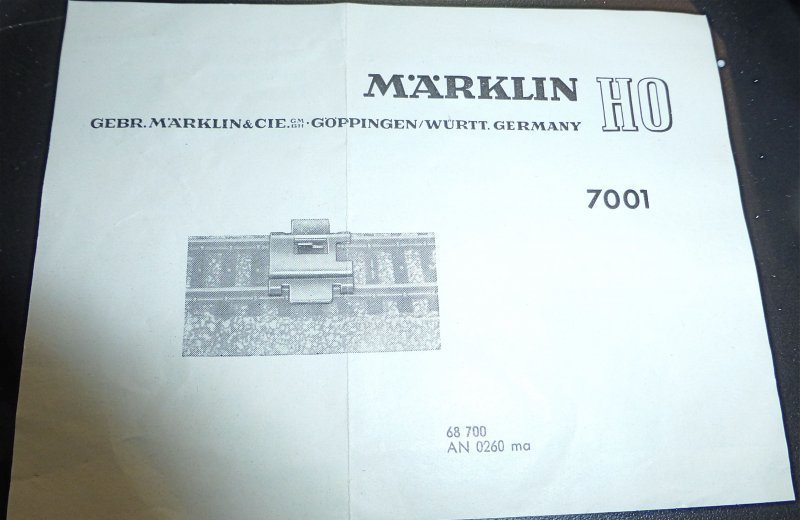 MÄRKLIN HO
GEBR. MÄRKLIN & CIE. GMBH · GÖPPINGEN/WÜRTT. GERMANY
7001
68 700
AN 0260 ma